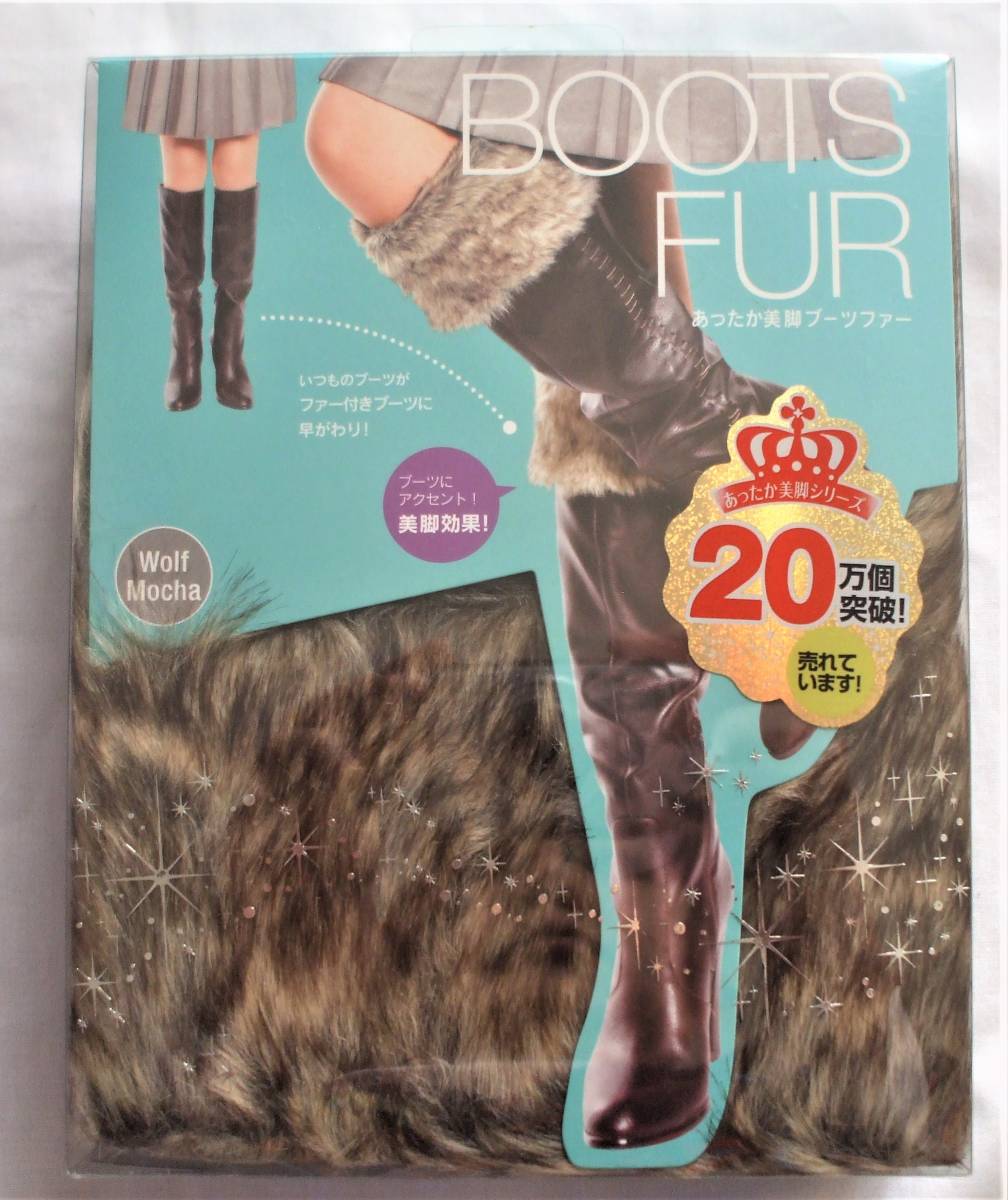 BOOTS
FUR
あったか美脚ブーツファー
いつものブーツが
ファー付きブーツに
早がわり!
ブーツに
アクセント!
美脚効果!
Wolf
Mocha
あったか美脚シリーズ
20万個
突破!
売れて
います!